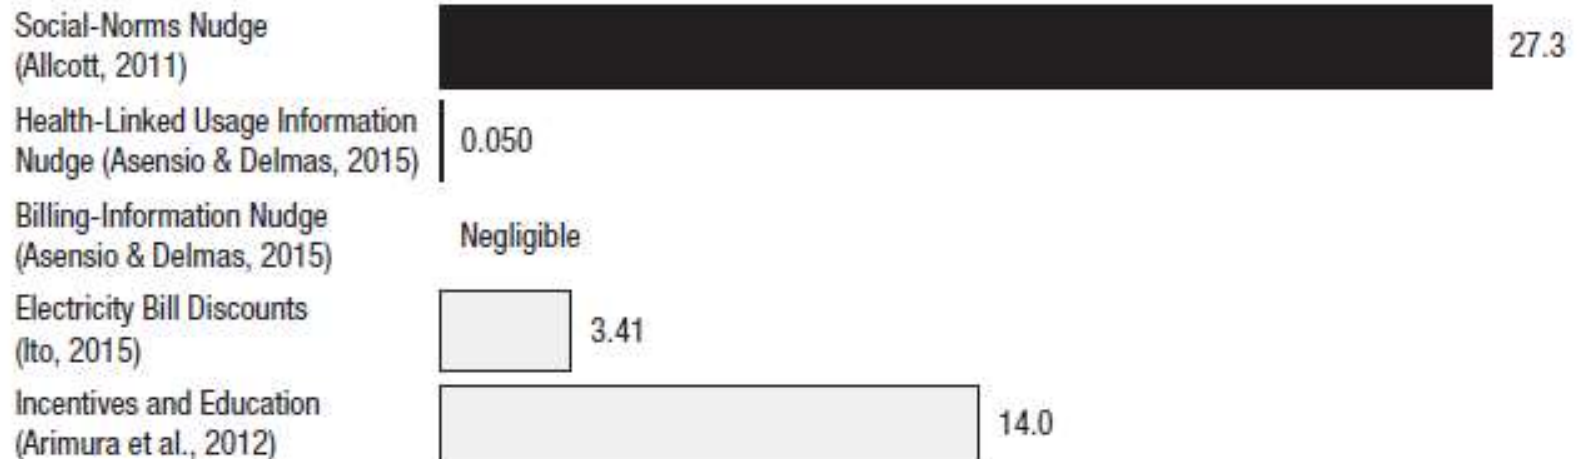 Social-Norms Nudge
(Allcott, 2011)
27.3
Health-Linked Usage Information
Nudge (Asensio & Delmas, 2015)
0.050
Billing-Information Nudge
(Asensio & Delmas, 2015)
Negligible
Electricity Bill Discounts
(Ito, 2015)
3.41
Incentives and Education
(Arimura et al., 2012)
14.0